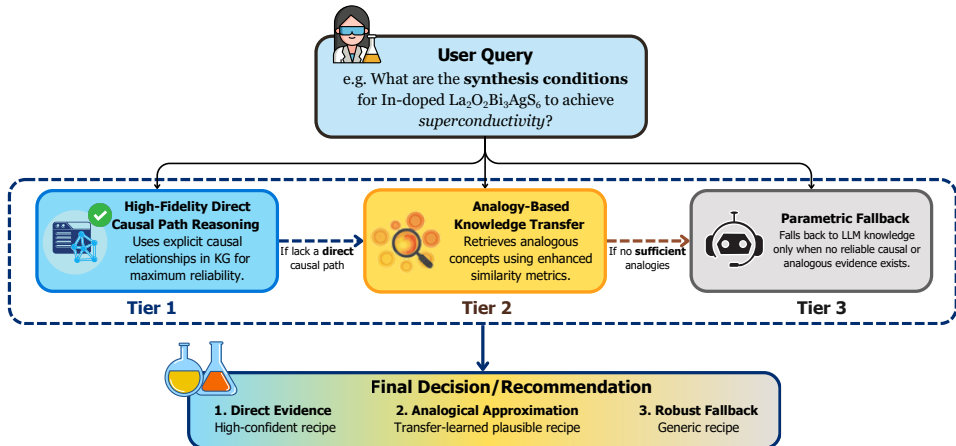 User Query
e.g. What are the synthesis conditions
for In-doped La₂O₂Bi₃AgS₆ to achieve
superconductivity?
High-Fidelity Direct
Causal Path Reasoning
Uses explicit causal
relationships in KG for
maximum reliability.
If lack a direct
causal path
Analogy-Based
Knowledge Transfer
Retrieves analogous
concepts using enhanced
similarity metrics.
If no sufficient
analogies
Parametric Fallback
Falls back to LLM knowledge
only when no reliable causal or
analogous evidence exists.
Tier 1
Tier 2
Tier 3
Final Decision/Recommendation
1. Direct Evidence
High-confident recipe
2. Analogical Approximation
Transfer-learned plausible recipe
3. Robust Fallback
Generic recipe